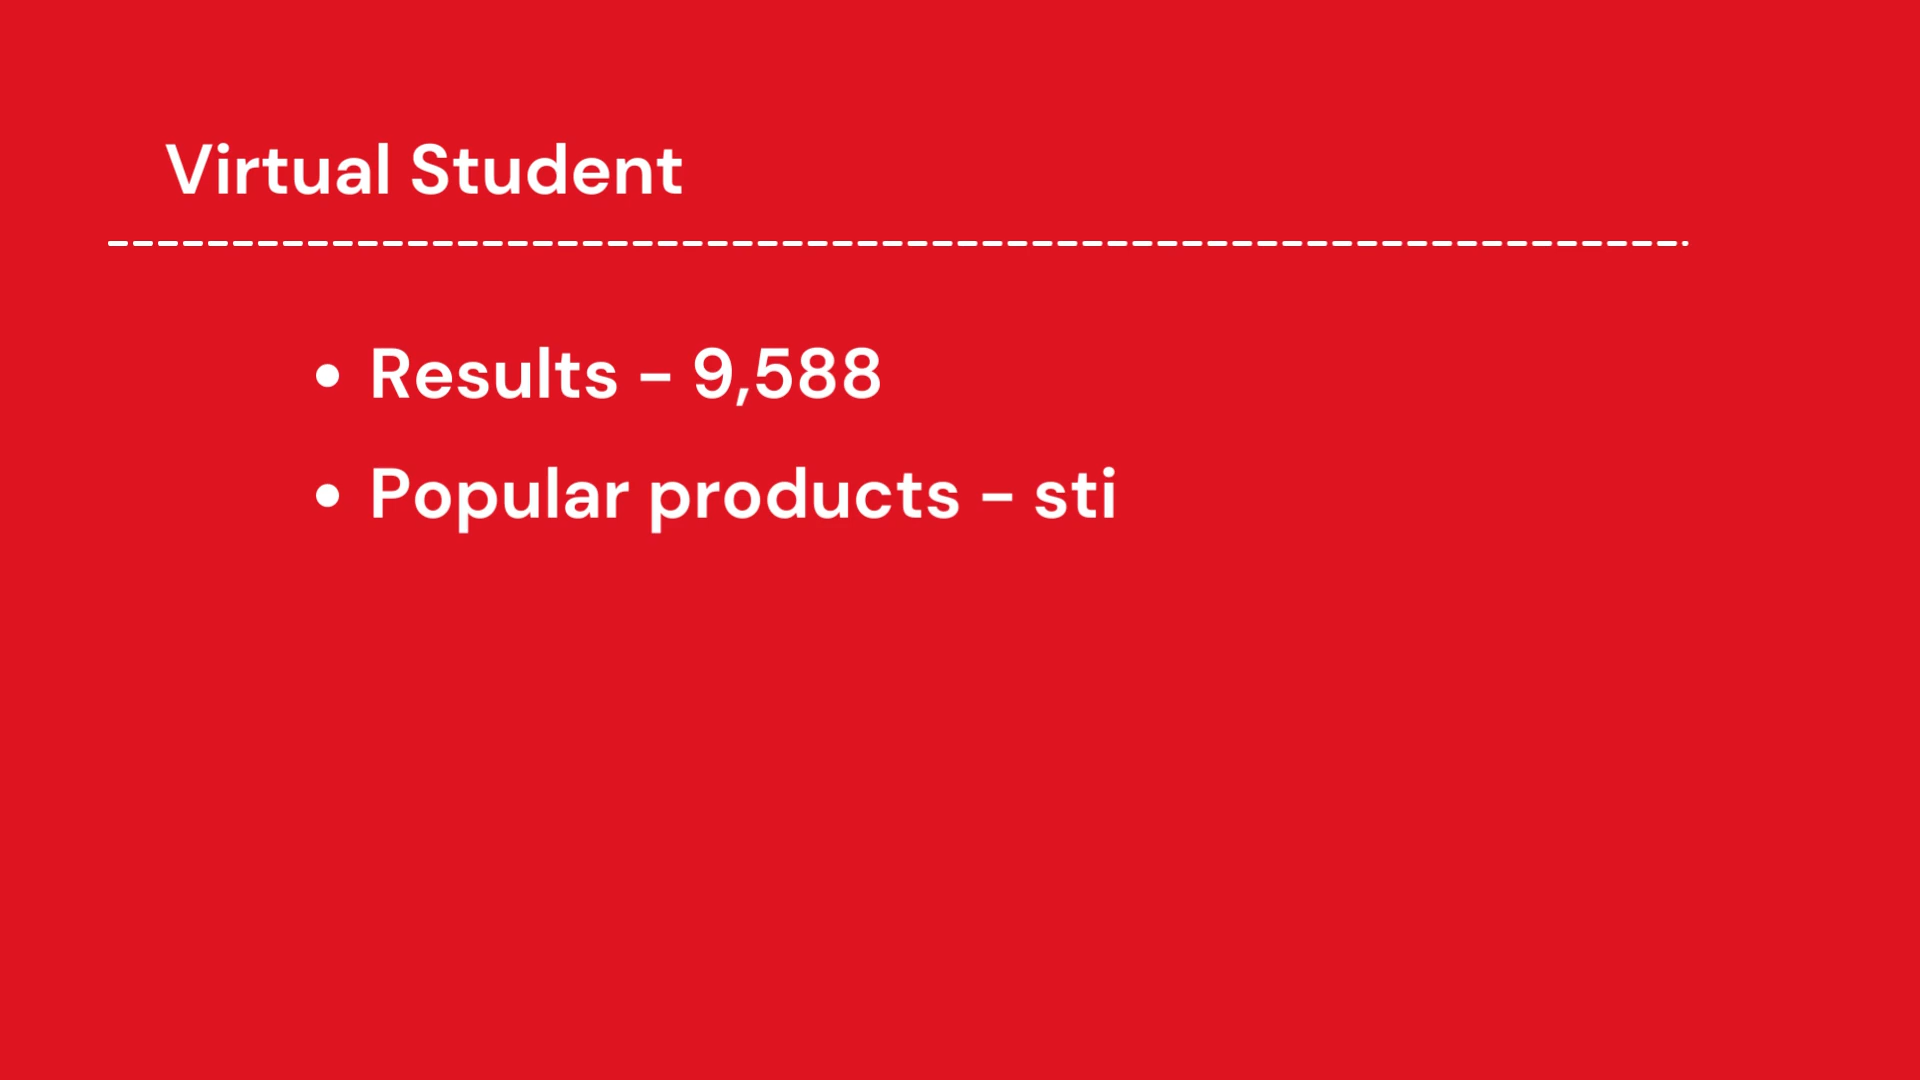 Virtual Student
• Results - 9,588
• Popular products - sti